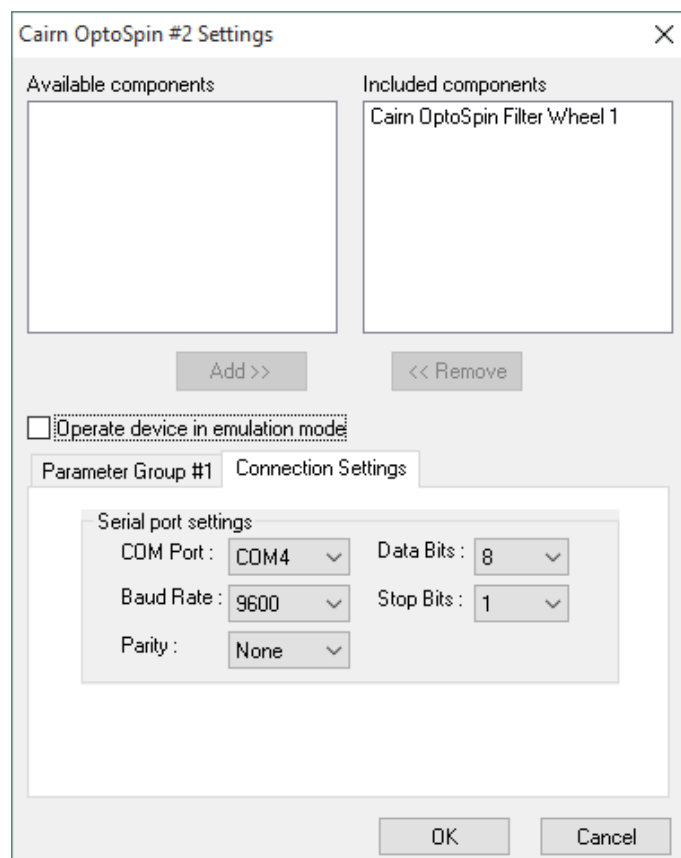 Cairn OptoSpin #2 Settings
Available components
Included components
Cairn OptoSpin Filter Wheel 1
Add >>
<< Remove
Operate device in emulation mode
Parameter Group #1
Connection Settings
Serial port settings
COM Port :
COM4
Data Bits :
8
Baud Rate :
9600
Stop Bits :
1
Parity :
None
OK
Cancel